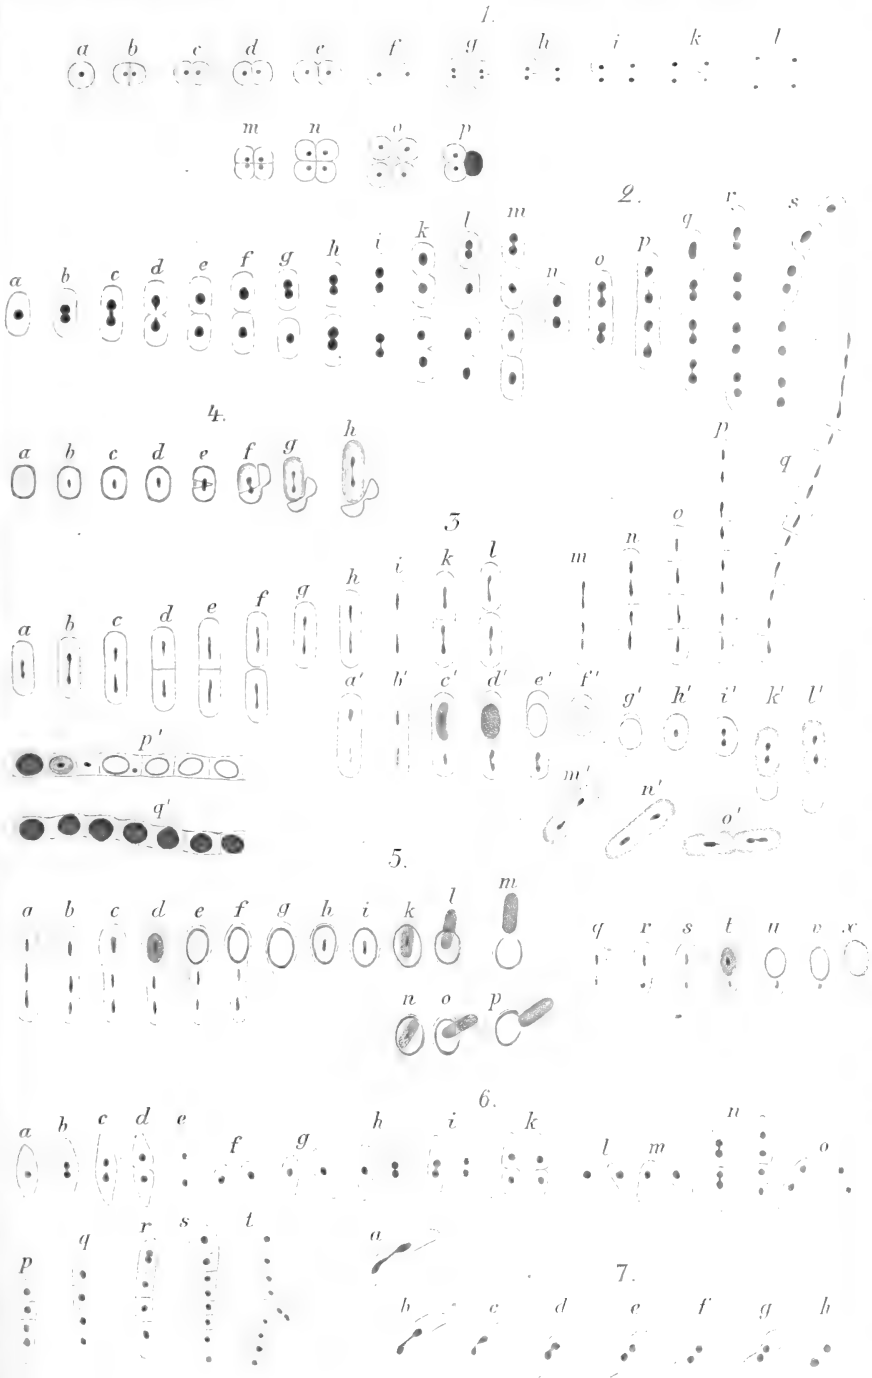 1.
a b c d e f g h i k l
m n o p
2.
a b c d e f g h i k l m n o p q r s
4.
a b c d e f g h
3
a b c d e f g h i k l m n o p q
a' b' c' d' e' f' g' h' i' k' l'
p'
m' n' o'
q'
5.
a b c d e f g h i k l m
q r s t u v x
n o p
6.
a b c d e f g h i k l m n o
p q r s t
7.
a
b c d e f g h